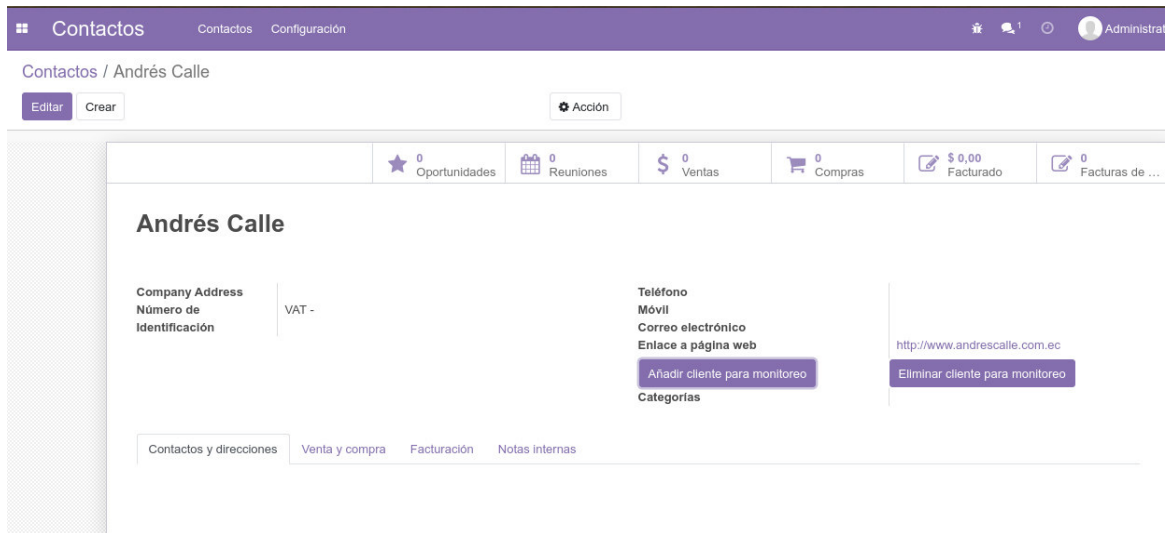 Contactos Contactos Configuración 1 Administrat
Contactos / Andrés Calle
Editar Crear Acción
0 Oportunidades
0 Reuniones
$ 0 Ventas
0 Compras
$ 0,00 Facturado
0 Facturas de ...
Andrés Calle
Company Address
Número de Identificación VAT -
Teléfono
Móvil
Correo electrónico
Enlace a página web http://www.andrescalle.com.ec
Añadir cliente para monitoreo Eliminar cliente para monitoreo
Categorías
Contactos y direcciones Venta y compra Facturación Notas internas